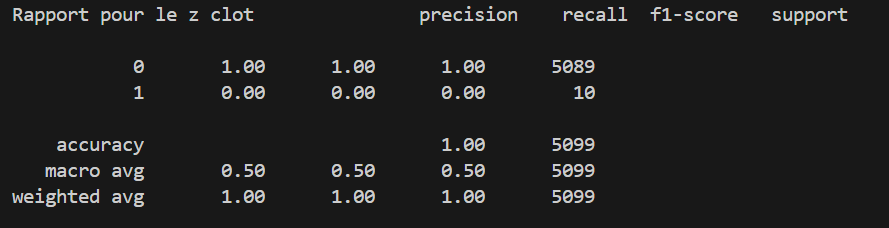 Rapport pour le z clot              precision    recall  f1-score   support

           0       1.00      1.00      1.00      5089
           1       0.00      0.00      0.00        10

    accuracy                           1.00      5099
   macro avg       0.50      0.50      0.50      5099
weighted avg       1.00      1.00      1.00      5099